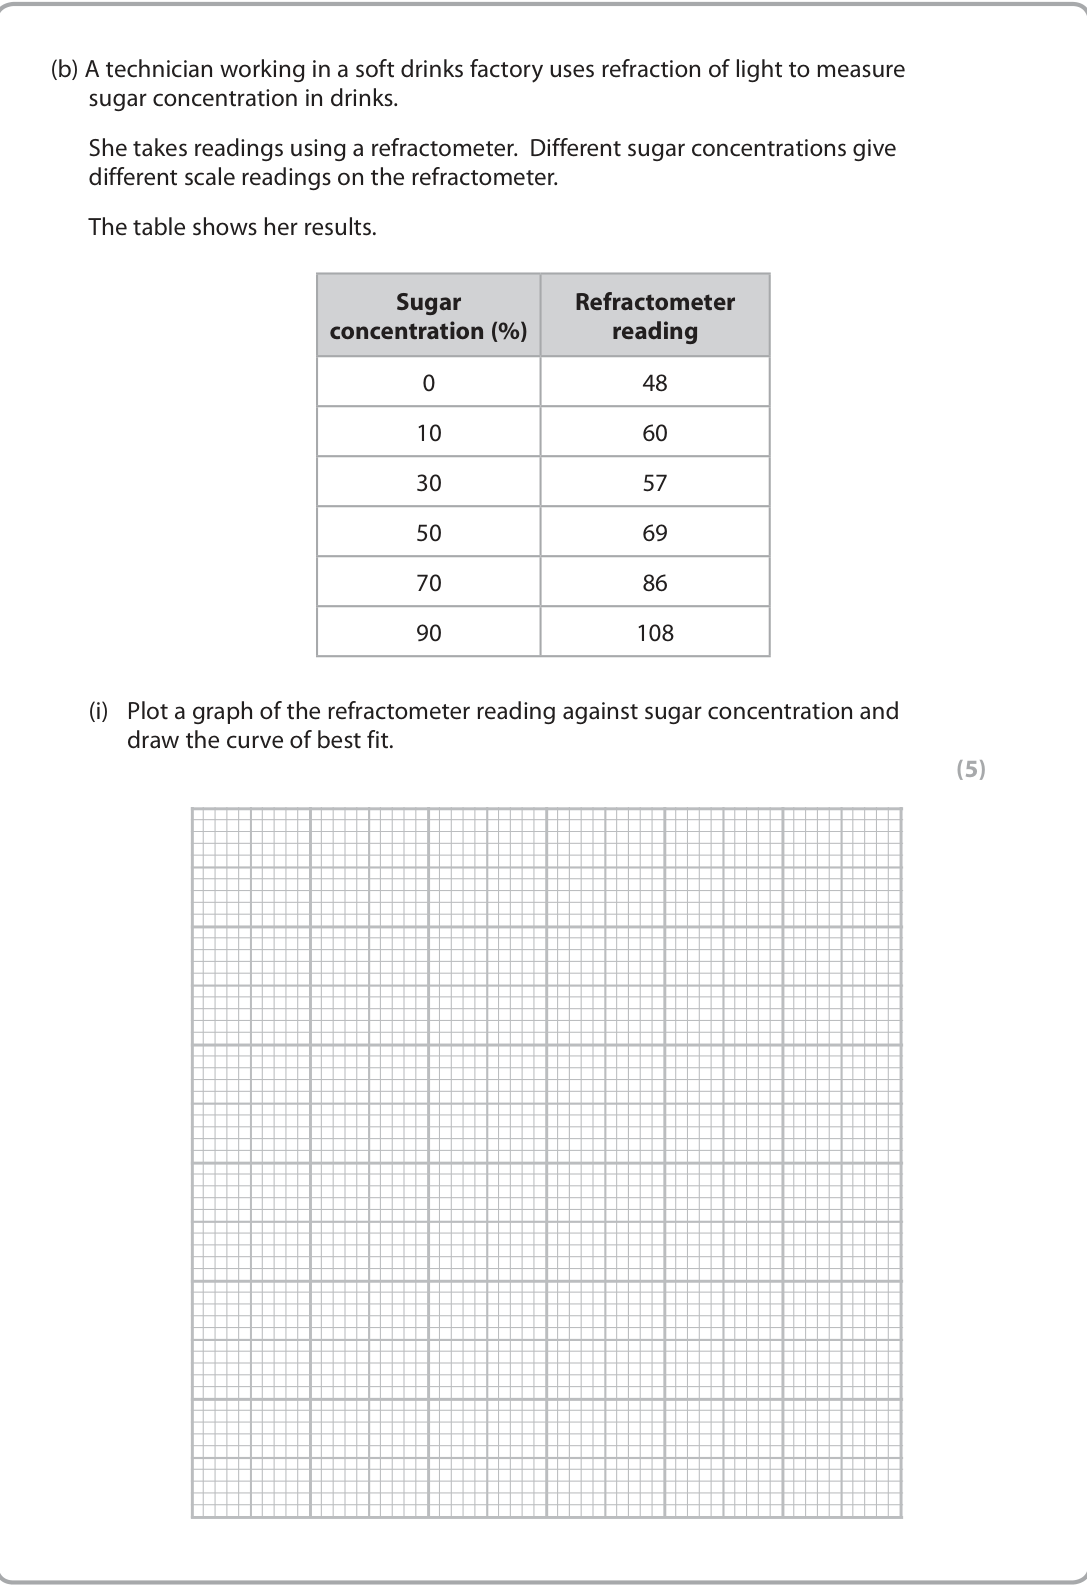 (b) A technician working in a soft drinks factory uses refraction of light to measure
sugar concentration in drinks.
She takes readings using a refractometer. Different sugar concentrations give
different scale readings on the refractometer.
The table shows her results.
Sugar concentration (%) Refractometer reading
0 48
10 60
30 57
50 69
70 86
90 108
(i) Plot a graph of the refractometer reading against sugar concentration and
draw the curve of best fit.
(5)